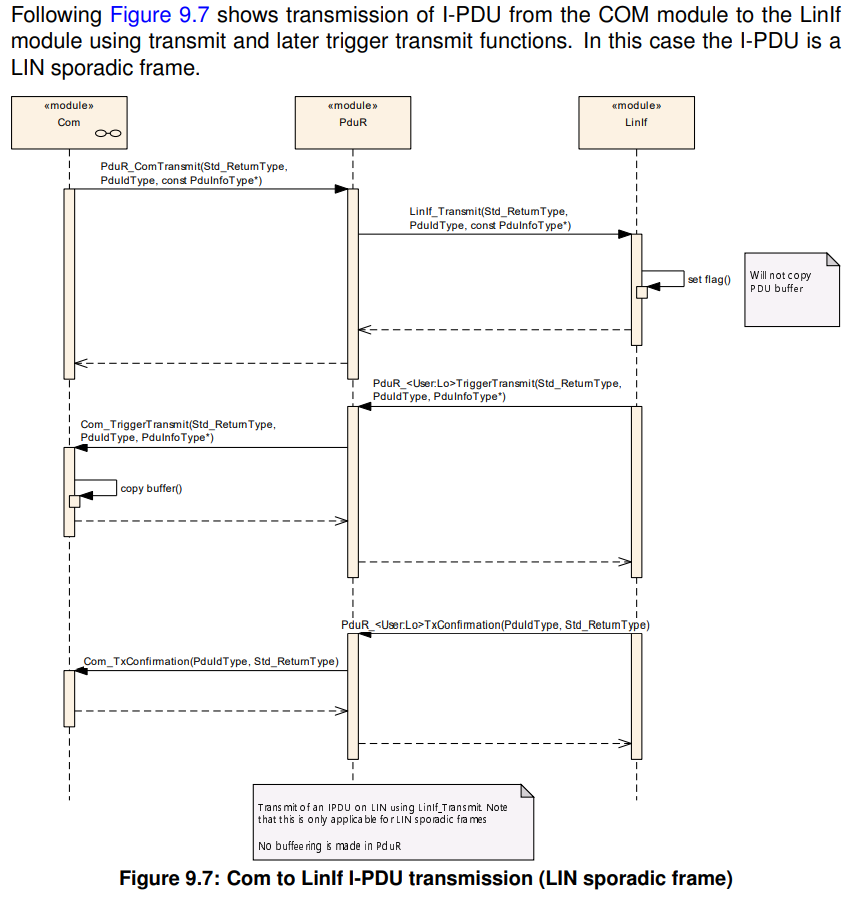 Following Figure 9.7 shows transmission of I-PDU from the COM module to the LinIf
module using transmit and later trigger transmit functions. In this case the I-PDU is a
LIN sporadic frame.
«module»
Com
«module»
PduR
«module»
LinIf
PduR_ComTransmit(Std_ReturnType,
PduIdType, const PduInfoType*)
LinIf_Transmit(Std_ReturnType,
PduIdType, const PduInfoType*)
set flag()
Will not copy
PDU buffer
PduR_<User:Lo>TriggerTransmit(Std_ReturnType,
PduIdType, PduInfoType*)
Com_TriggerTransmit(Std_ReturnType,
PduIdType, PduInfoType*)
copy buffer()
PduR_<User:Lo>TxConfirmation(PduIdType, Std_ReturnType)
Com_TxConfirmation(PduIdType, Std_ReturnType)
Transmit of an IPDU on LIN using LinIf_Transmit. Note
that this is only applicable for LIN sporadic frames
No buffeering is made in PduR
Figure 9.7: Com to LinIf I-PDU transmission (LIN sporadic frame)